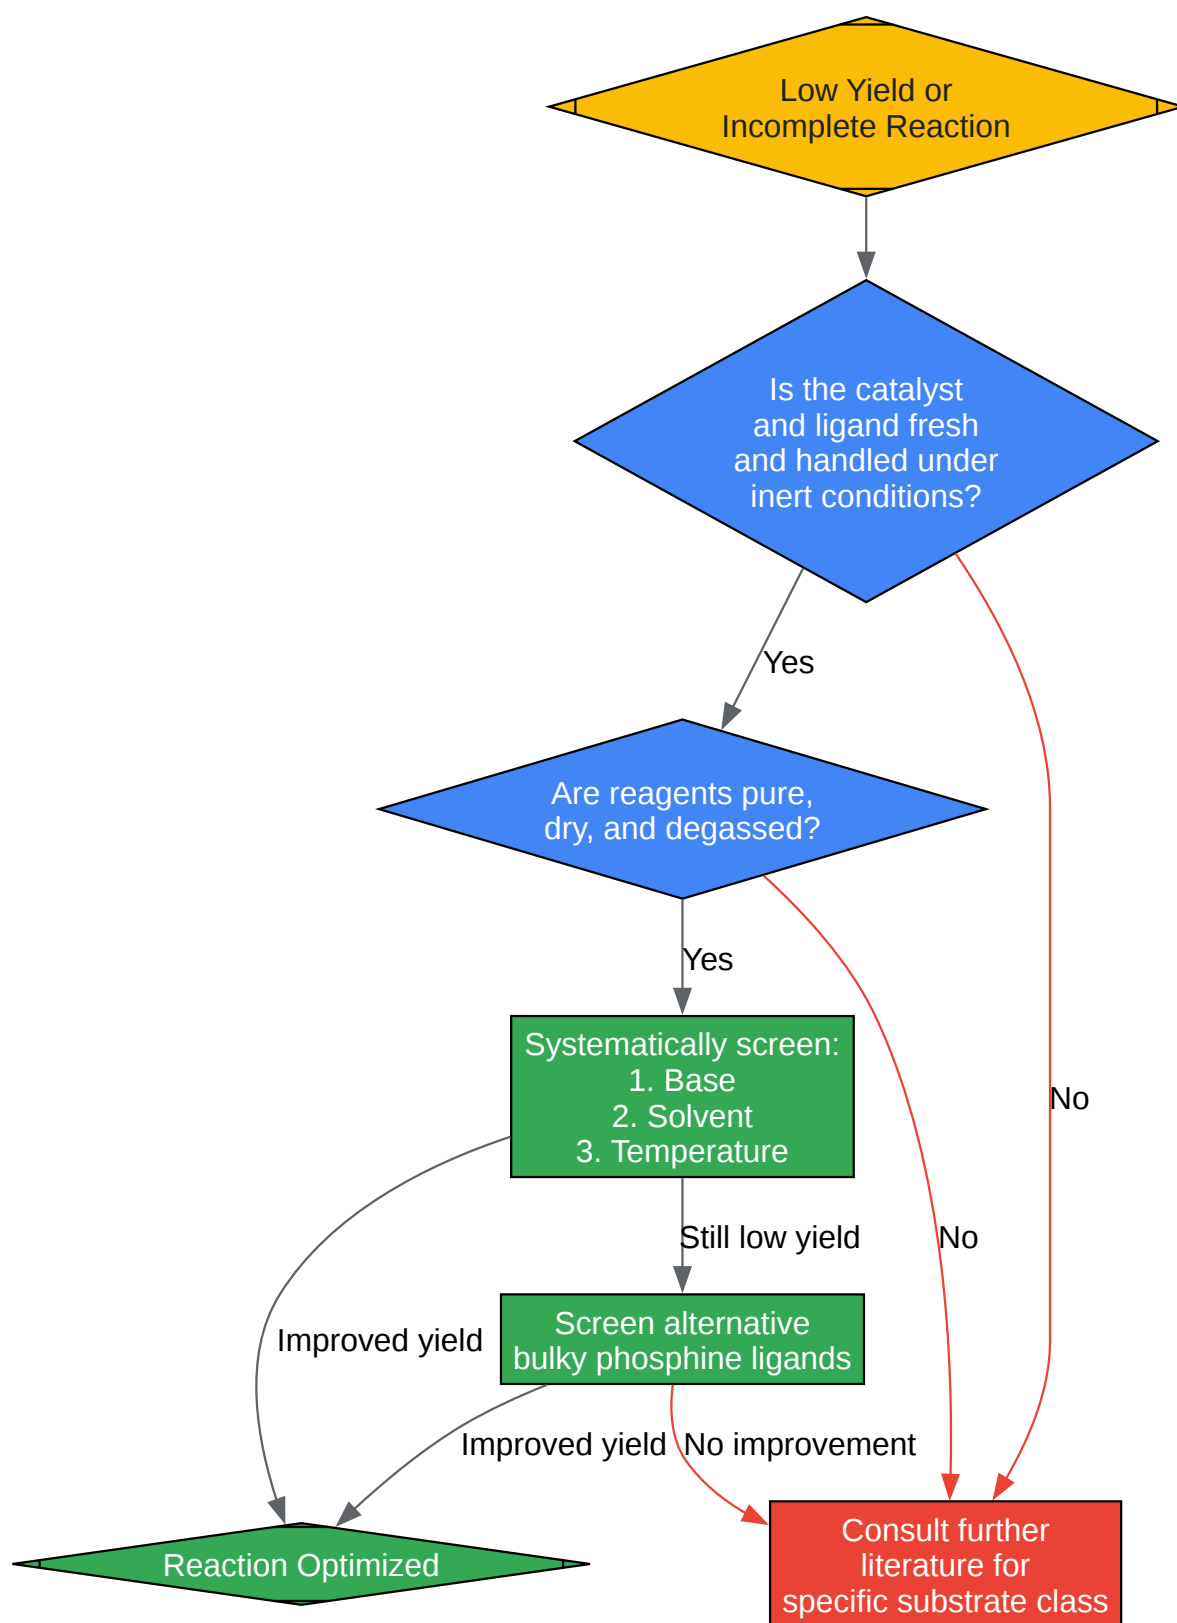 Low Yield or
Incomplete Reaction
Is the catalyst
and ligand fresh
and handled under
inert conditions?
Yes
Are reagents pure,
dry, and degassed?
Yes
Systematically screen:
1. Base
2. Solvent
3. Temperature
No
Still low yield
No
Improved yield
Screen alternative
bulky phosphine ligands
Improved yield
No improvement
Reaction Optimized
Consult further
literature for
specific substrate class